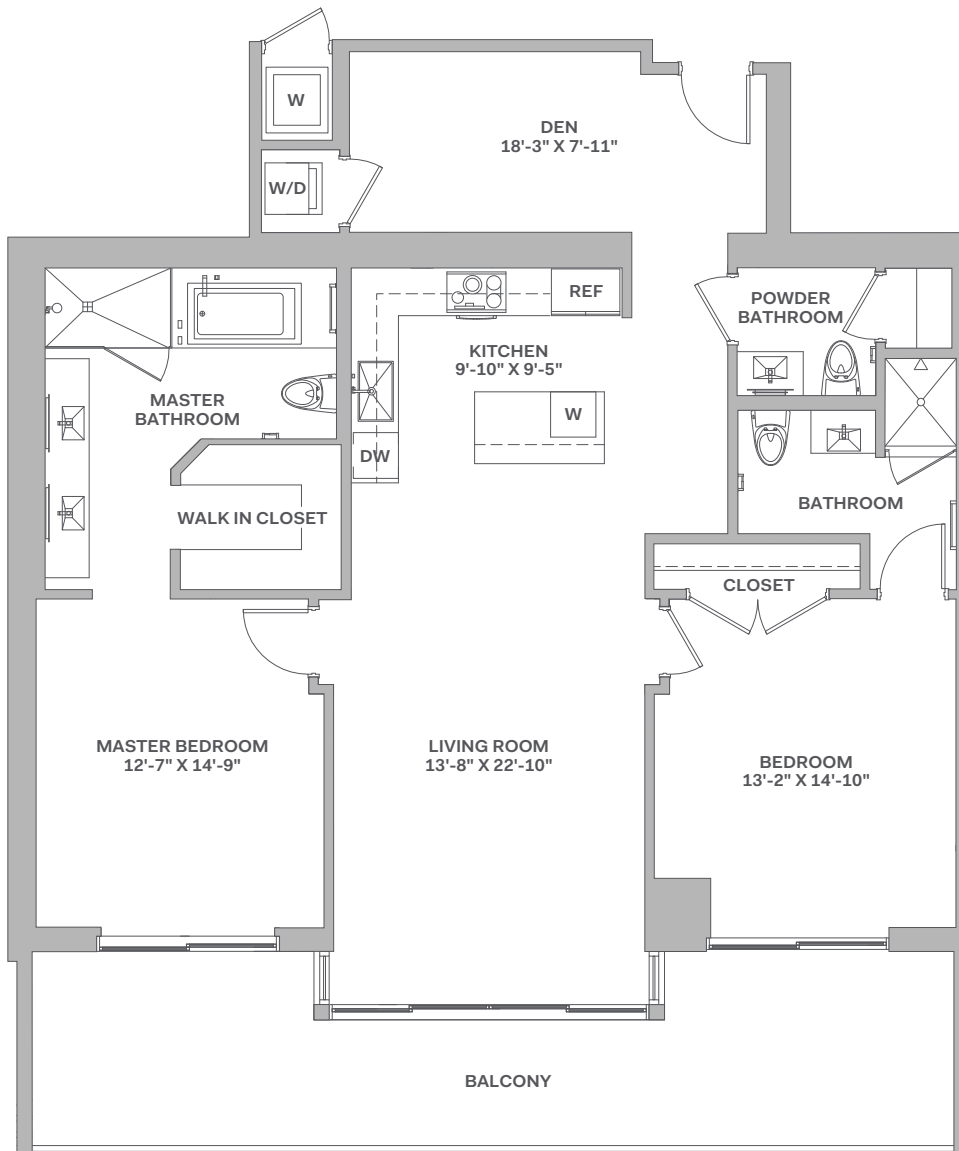 W
DEN
18'-3" X 7'-11"
W/D
REF
POWDER
BATHROOM
KITCHEN
9'-10" X 9'-5"
MASTER
BATHROOM
W
DW
WALK IN CLOSET
BATHROOM
CLOSET
MASTER BEDROOM
12'-7" X 14'-9"
LIVING ROOM
13'-8" X 22'-10"
BEDROOM
13'-2" X 14'-10"
BALCONY